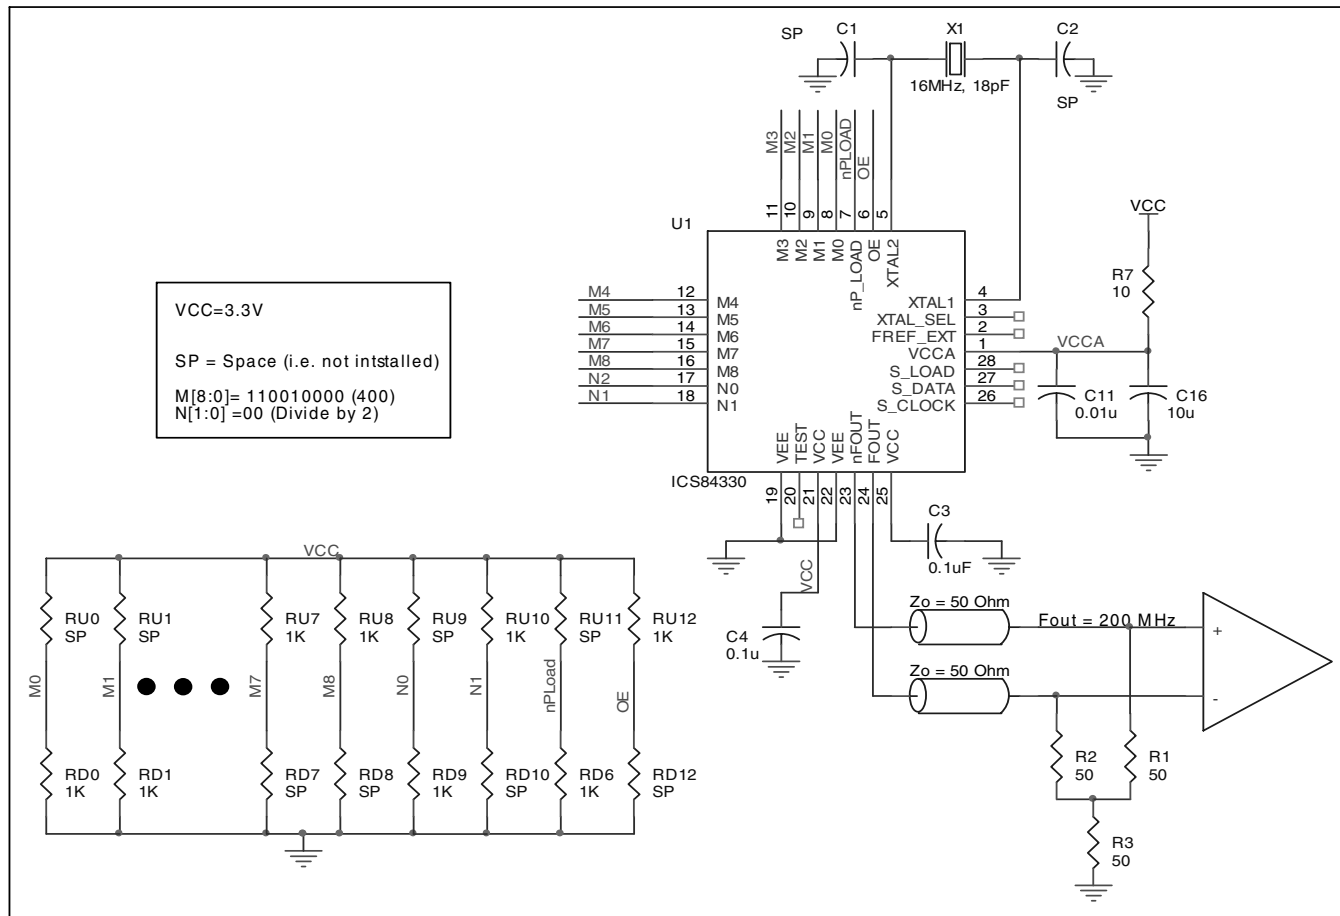 SP
C1
X1
C2
16MHz, 18pF
SP
M3
M2
M1
M0
nPLOAD
OE
11
10
9
8
7
6
5
U1
M3
M2
M1
M0
nP_LOAD
OE
XTAL2
VCC
R7
10
M4 12 M4
M5 13 M5
M6 14 M6
M7 15 M7
M8 16 M8
N2 17 N0
N1 18 N1
4 XTAL1
3 XTAL_SEL
2 FREF_EXT
1 VCCA
VCCA
28 S_LOAD
27 S_DATA
26 S_CLOCK
C11
0.01u
C16
10u
VCC=3.3V
SP = Space (i.e. not intstalled)
M[8:0]= 110010000 (400)
N[1:0] =00 (Divide by 2)
VEE
TEST
VCC
VEE
nFOUT
FOUT
VCC
ICS84330
19
20
21
22
23
24
25
C3
0.1uF
VCC
C4
0.1u
Zo = 50 Ohm
Fout = 200 MHz
Zo = 50 Ohm
+
-
R2
50
R1
50
R3
50
VCC
RU0
SP
RU1
SP
RU7
1K
RU8
1K
RU9
SP
RU10
1K
RU11
SP
RU12
1K
M0
M1
M7
M8
N0
N1
nPLoad
OE
RD0
1K
RD1
1K
RD7
SP
RD8
SP
RD9
1K
RD10
SP
RD6
1K
RD12
SP